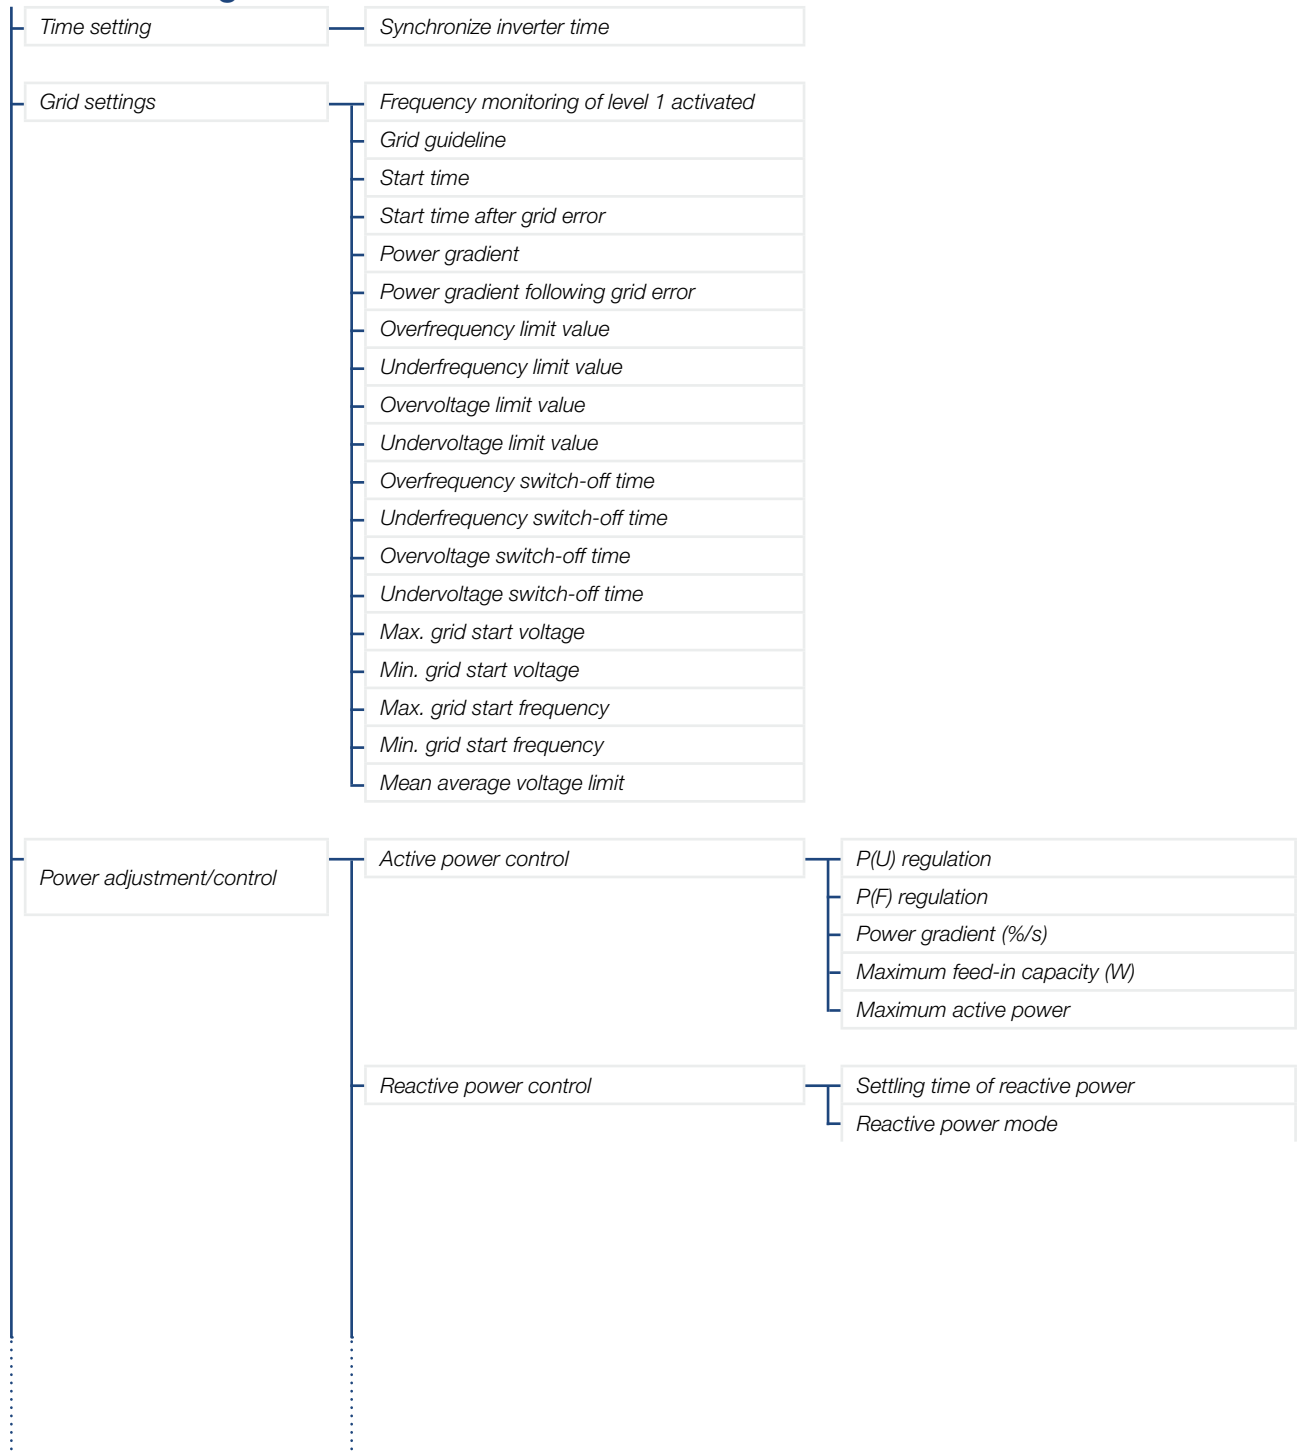 Time setting
Synchronize inverter time
Grid settings
Frequency monitoring of level 1 activated
Grid guideline
Start time
Start time after grid error
Power gradient
Power gradient following grid error
Overfrequency limit value
Underfrequency limit value
Overvoltage limit value
Undervoltage limit value
Overfrequency switch-off time
Underfrequency switch-off time
Overvoltage switch-off time
Undervoltage switch-off time
Max. grid start voltage
Min. grid start voltage
Max. grid start frequency
Min. grid start frequency
Mean average voltage limit
Power adjustment/control
Active power control
P(U) regulation
P(F) regulation
Power gradient (%/s)
Maximum feed-in capacity (W)
Maximum active power
Reactive power control
Settling time of reactive power
Reactive power mode